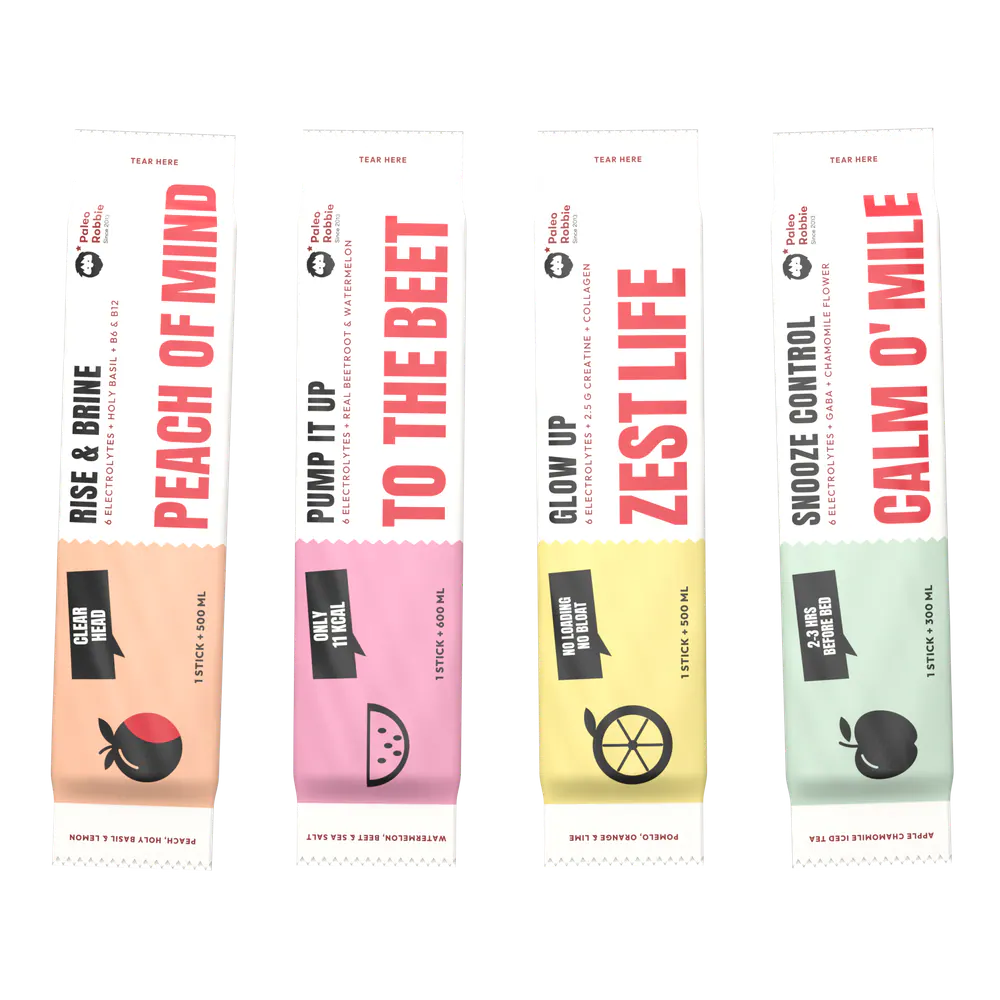 TEAR HERE
Paleo
Robbie
Since 2013
RISE & BRINE
6 ELECTROLYTES + HOLY BASIL + B6 & B12
PEACH OF MIND
CLEAR
HEAD
1 STICK + 500 ML
PEACH, HOLY BASIL & LEMON
TEAR HERE
Paleo
Robbie
Since 2013
PUMP IT UP
6 ELECTROLYTES + REAL BEETROOT & WATERMELON
TO THE BEET
ONLY
11 KCAL
1 STICK + 600 ML
WATERMELON, BEET & SEA SALT
TEAR HERE
Paleo
Robbie
Since 2013
GLOW UP
6 ELECTROLYTES + 2.5 G CREATINE + COLLAGEN
ZEST LIFE
NO LOADING
NO BLOAT
1 STICK + 500 ML
POMELO, ORANGE & LIME
TEAR HERE
Paleo
Robbie
Since 2013
SNOOZE CONTROL
6 ELECTROLYTES + GABA + CHAMOMILE FLOWER
CALM O' MILE
2-3 HRS
BEFORE BED
1 STICK + 300 ML
APPLE CHAMOMILE ICED TEA